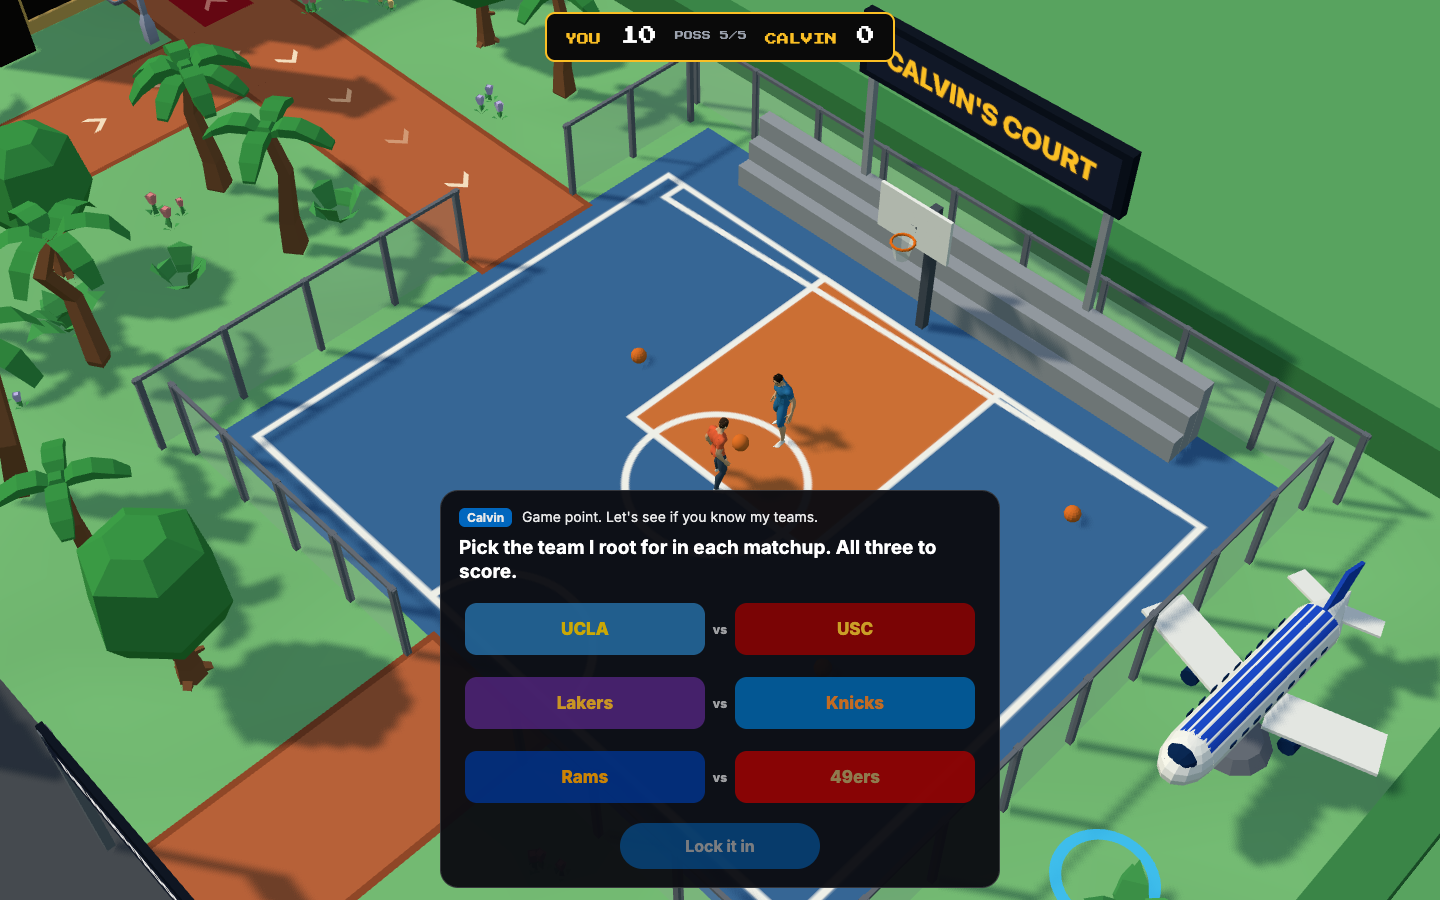 YOU 10 POSS 5/5 CALVIN 0
CALVIN'S COURT
Calvin Game point. Let's see if you know my teams.
Pick the team I root for in each matchup. All three to
score.
UCLA vs USC
Lakers vs Knicks
Rams vs 49ers
Lock it in